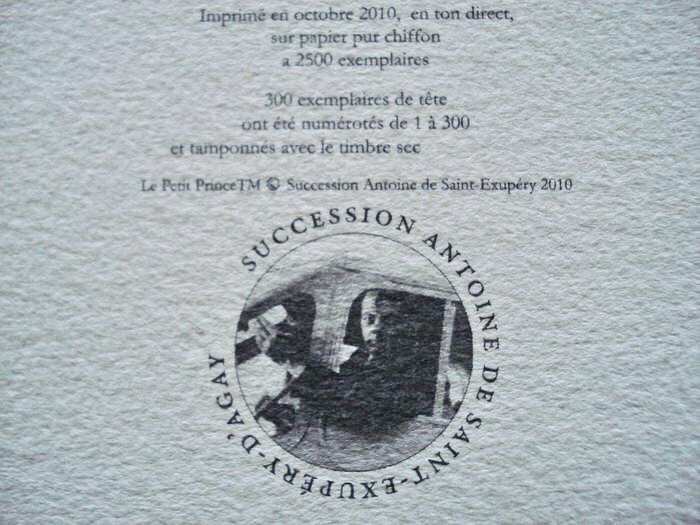 Imprimé en octobre 2010, en ton direct,
sur papier pur chiffon
a 2500 exemplaires
300 exemplaires de tête
ont été numérotés de 1 à 300
et tamponnés avec le timbre sec
Le Petit PrinceTM © Succession Antoine de Saint-Exupéry 2010
SUCCESSION ANTOINE DE SAINT-EXUPÉRY-D'AGAY